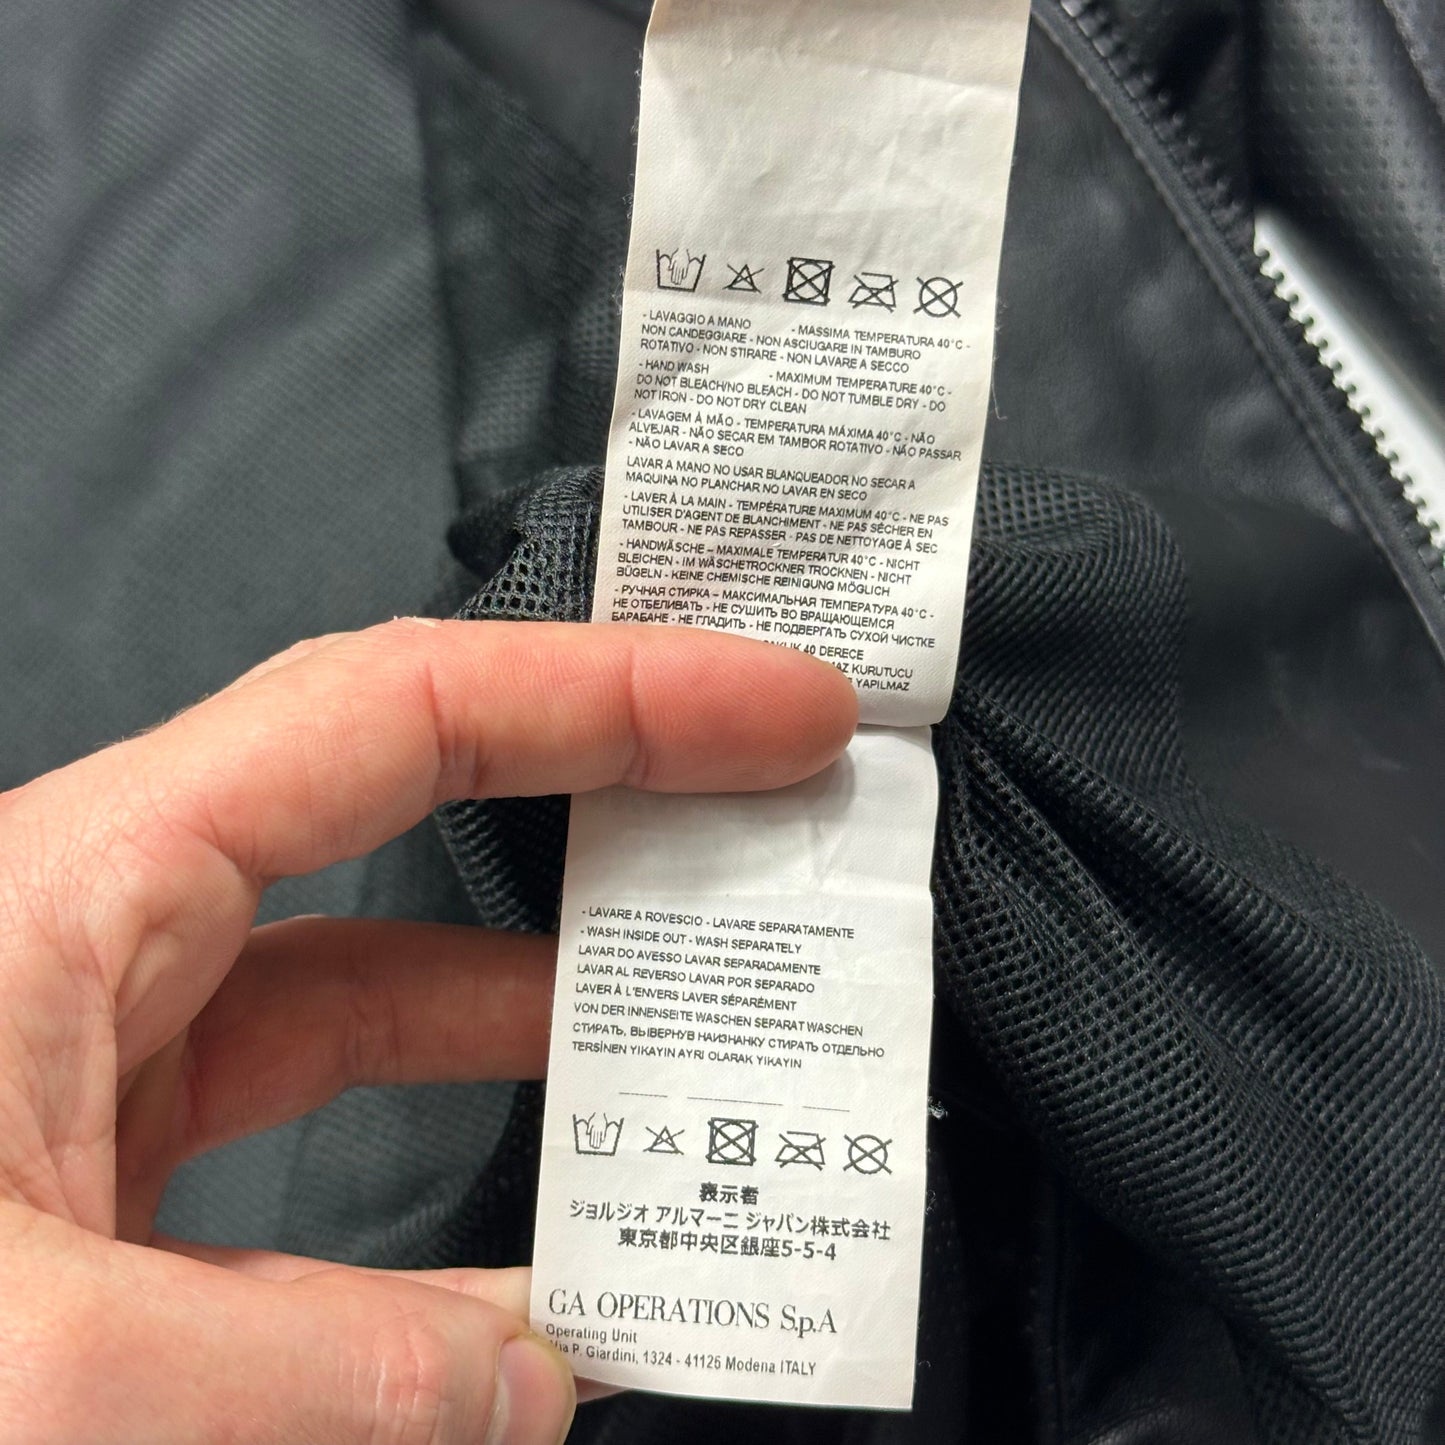 - LAVAGGIO A MANO - MASSIMA TEMPERATURA 40°C -
NON CANDEGGIARE - NON ASCIUGARE IN TAMBURO
ROTATIVO - NON STIRARE - NON LAVARE A SECCO
- HAND WASH - MAXIMUM TEMPERATURE 40°C -
DO NOT BLEACH/NO BLEACH - DO NOT TUMBLE DRY - DO
NOT IRON - DO NOT DRY CLEAN
- LAVAGEM À MÃO - TEMPERATURA MÁXIMA 40°C - NÃO
ALVEJAR - NÃO SECAR EM TAMBOR ROTATIVO - NÃO PASSAR
- NÃO LAVAR A SECO
LAVAR A MANO NO USAR BLANQUEADOR NO SECAR A
MAQUINA NO PLANCHAR NO LAVAR EN SECO
- LAVER À LA MAIN - TEMPÉRATURE MAXIMUM 40°C - NE PAS
UTILISER D'AGENT DE BLANCHIMENT - NE PAS SÉCHER EN
TAMBOUR - NE PAS REPASSER - PAS DE NETTOYAGE À SEC
- HANDWÄSCHE – MAXIMALE TEMPERATUR 40°C - NICHT
BLEICHEN - IM WÄSCHETROCKNER TROCKNEN - NICHT
BÜGELN - KEINE CHEMISCHE REINIGUNG MÖGLICH
- РУЧНАЯ СТИРКА – МАКСИМАЛЬНАЯ ТЕМПЕРАТУРА 40°C -
НЕ ОТБЕЛИВАТЬ - НЕ СУШИТЬ ВО ВРАЩАЮЩЕМСЯ
БАРАБАНЕ - НЕ ГЛАДИТЬ - НЕ ПОДВЕРГАТЬ СУХОЙ ЧИСТКЕ
40 DERECE
KURUTUCU
YAPILMAZ
- LAVARE A ROVESCIO - LAVARE SEPARATAMENTE
- WASH INSIDE OUT - WASH SEPARATELY
LAVAR DO AVESSO LAVAR SEPARADAMENTE
LAVAR AL REVERSO LAVAR POR SEPARADO
LAVER À L'ENVERS LAVER SÉPARÉMENT
VON DER INNENSEITE WASCHEN SEPARAT WASCHEN
СТИРАТЬ, ВЫВЕРНУВ НАИЗНАНКУ СТИРАТЬ ОТДЕЛЬНО
TERSİNEN YIKAYIN AYRI OLARAK YIKAYIN
表示者
ジョルジオ アルマーニ ジャパン株式会社
東京都中央区銀座5-5-4
GA OPERATIONS S.p.A
Operating Unit
Via P. Giardini, 1324 - 41126 Modena ITALY